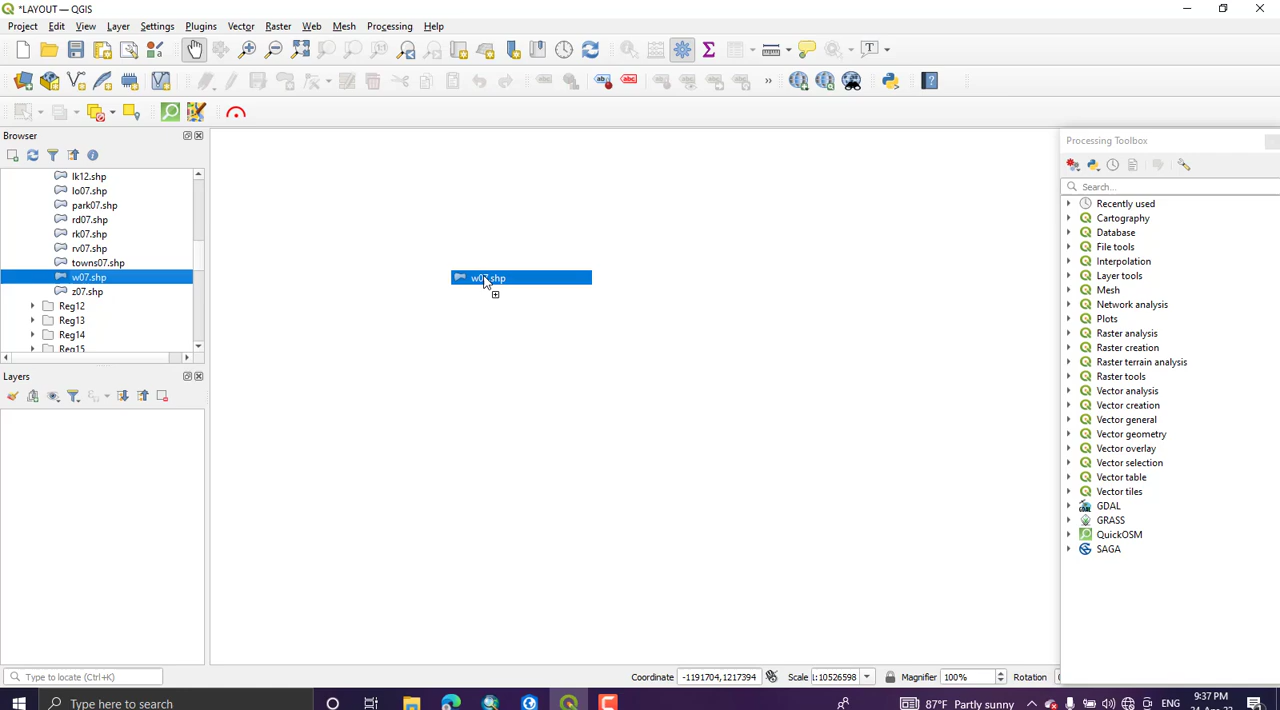 *LAYOUT — QGIS
Project Edit View Layer Settings Plugins Vector Raster Web Mesh Processing Help
Browser
lk12.shp
lo07.shp
park07.shp
rd07.shp
rk07.shp
rv07.shp
towns07.shp
w07.shp
z07.shp
Reg12
Reg13
Reg14
Reg15
Layers
w07.shp
Processing Toolbox
Search...
Recently used
Cartography
Database
File tools
Interpolation
Layer tools
Mesh
Network analysis
Plots
Raster analysis
Raster creation
Raster terrain analysis
Raster tools
Vector analysis
Vector creation
Vector general
Vector geometry
Vector overlay
Vector selection
Vector table
Vector tiles
GDAL
GRASS
QuickOSM
SAGA
Type to locate (Ctrl+K) Coordinate -1191704,1217394 Scale 1:10526598 Magnifier 100% Rotation
Type here to search 87°F Partly sunny ENG 9:37 PM